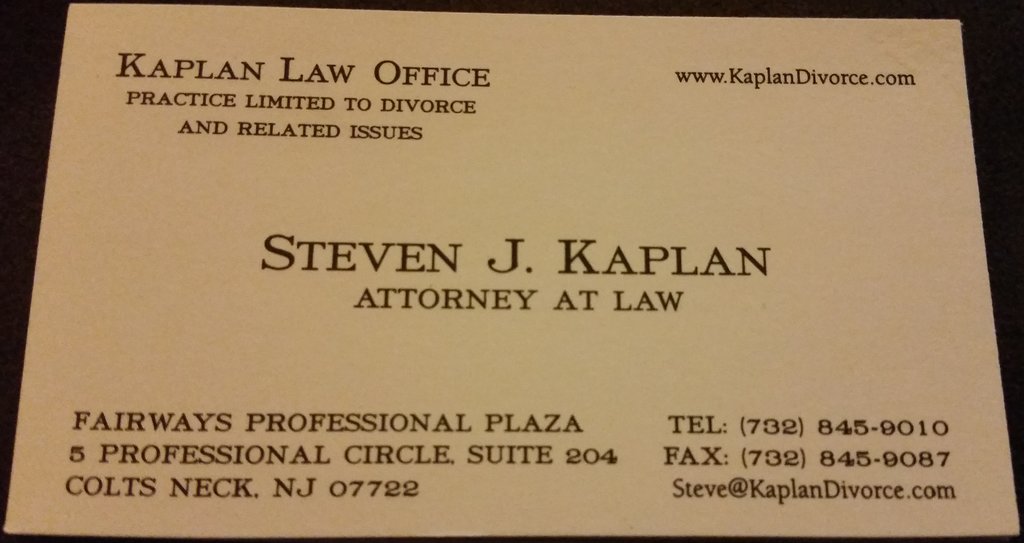 KAPLAN LAW OFFICE
PRACTICE LIMITED TO DIVORCE
AND RELATED ISSUES
www.KaplanDivorce.com
STEVEN J. KAPLAN
ATTORNEY AT LAW
FAIRWAYS PROFESSIONAL PLAZA
5 PROFESSIONAL CIRCLE, SUITE 204
COLTS NECK, NJ 07722
TEL: (732) 845-9010
FAX: (732) 845-9087
Steve@KaplanDivorce.com